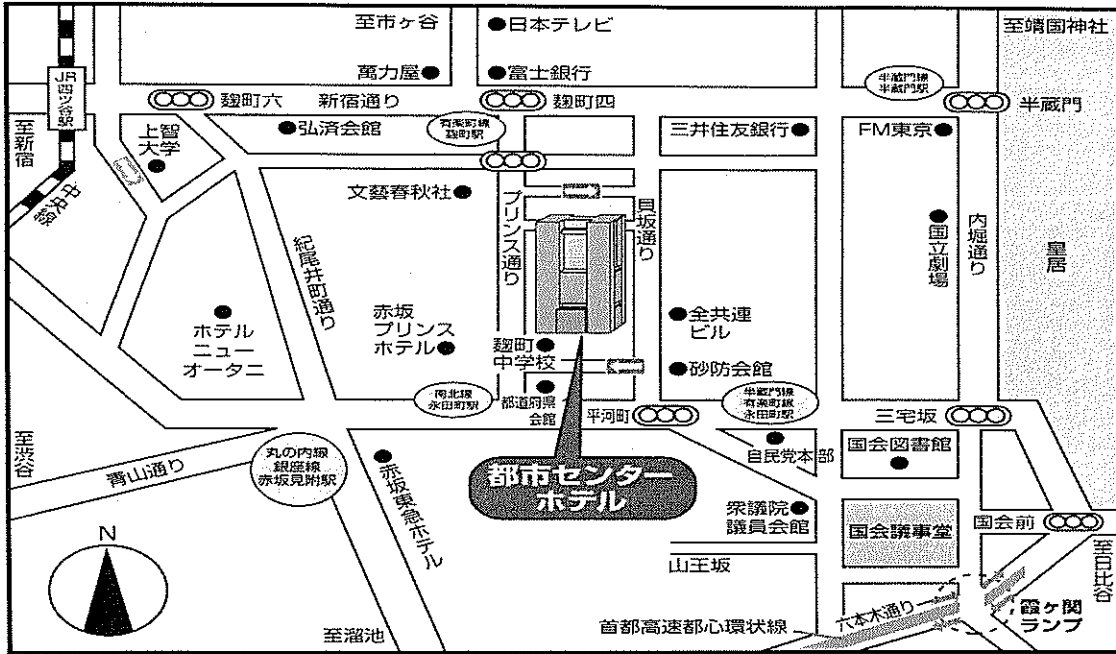 至市ヶ谷
日本テレビ
至靖国神社
萬力屋
富士銀行
JR四ツ谷駅
半蔵門線
半蔵門駅
麹町六
新宿通り
麹町四
半蔵門
至新宿
上智
大学
弘済会館
有楽町線
麹町駅
三井住友銀行
FM東京
中央線
文藝春秋社
プリンス通り
貝坂通り
国立劇場
内堀通り
皇居
紀尾井町通り
ホテル
ニュー
オータニ
赤坂
プリンス
ホテル
麹町
中学校
全共連
ビル
砂防会館
南北線
永田町駅
都道府県
会館
平河町
半蔵門線
有楽町線
永田町駅
三宅坂
至渋谷
青山通り
丸の内線
銀座線
赤坂見附駅
赤坂東急ホテル
都市センター
ホテル
自民党本部
国会図書館
衆議院
議員会館
国会議事堂
国会前
至日比谷
N
山王坂
六本木通り
霞ヶ関
ランプ
至溜池
首都高速都心環状線